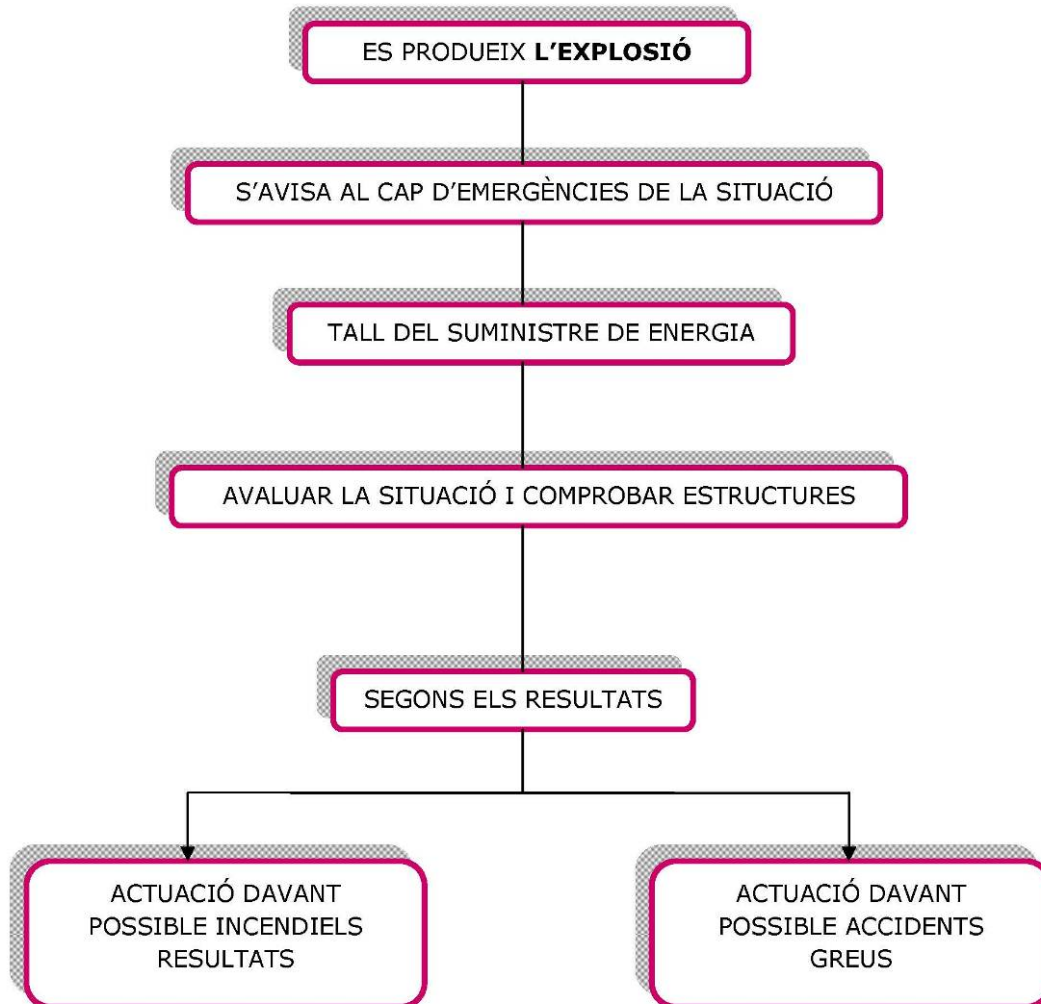 ES PRODUEIX L'EXPLOSIÓ
S'AVISA AL CAP D'EMERGÈNCIES DE LA SITUACIÓ
TALL DEL SUMINISTRE DE ENERGIA
AVALUAR LA SITUACIÓ I COMPROBAR ESTRUCTURES
SEGONS ELS RESULTATS
ACTUACIÓ DAVANT
POSSIBLE INCENDIELS
RESULTATS
ACTUACIÓ DAVANT
POSSIBLE ACCIDENTS
GREUS